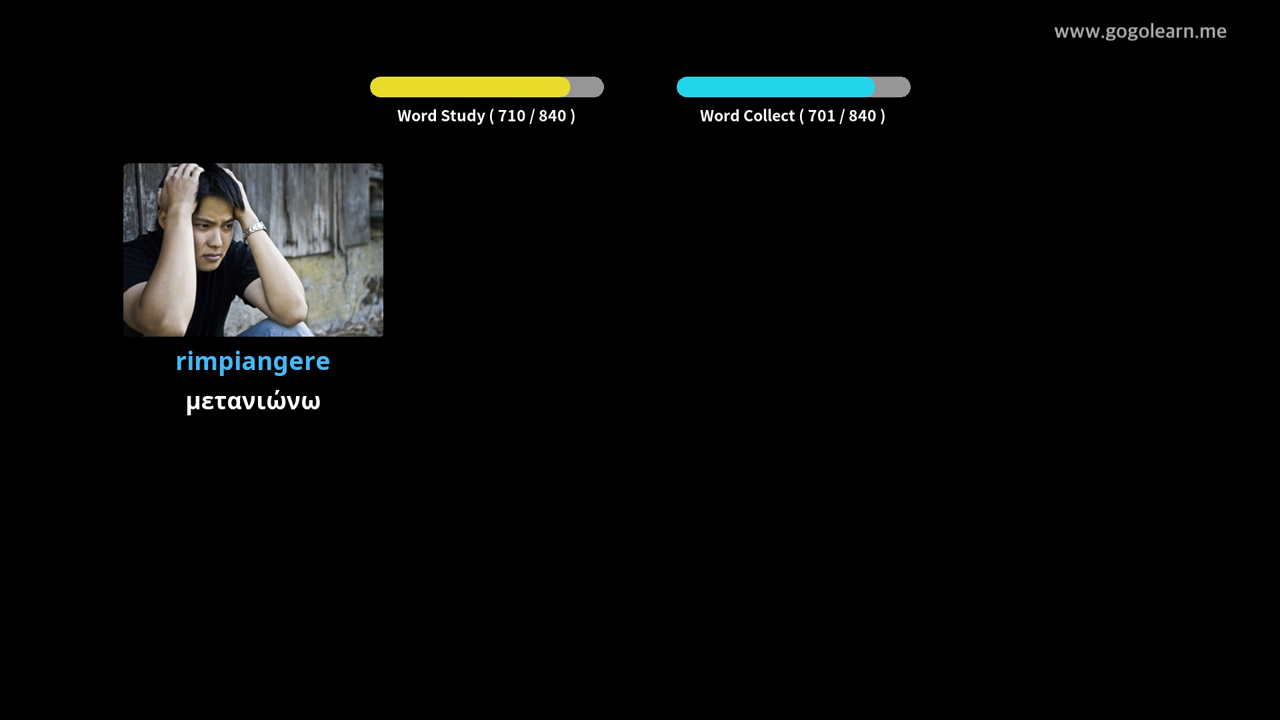 www.gogolearn.me
Word Study ( 710 / 840 )
Word Collect ( 701 / 840 )
rimpiangere
μετανιώνω